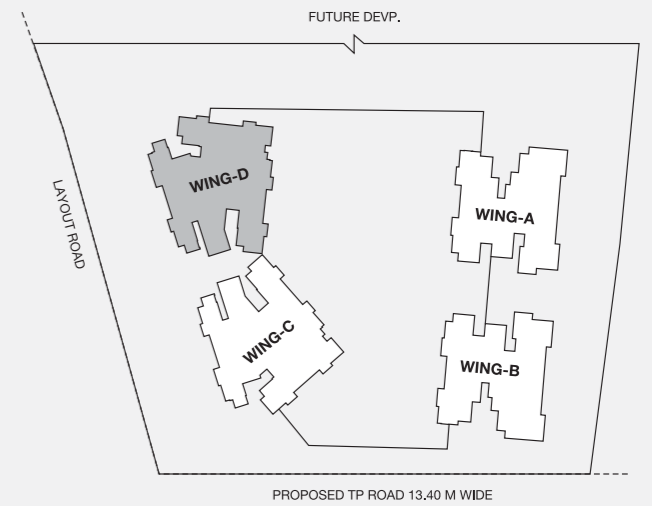 FUTURE DEVP.
WING-D
WING-A
LAYOUT ROAD
WING-C
WING-B
PROPOSED TP ROAD 13.40 M WIDE